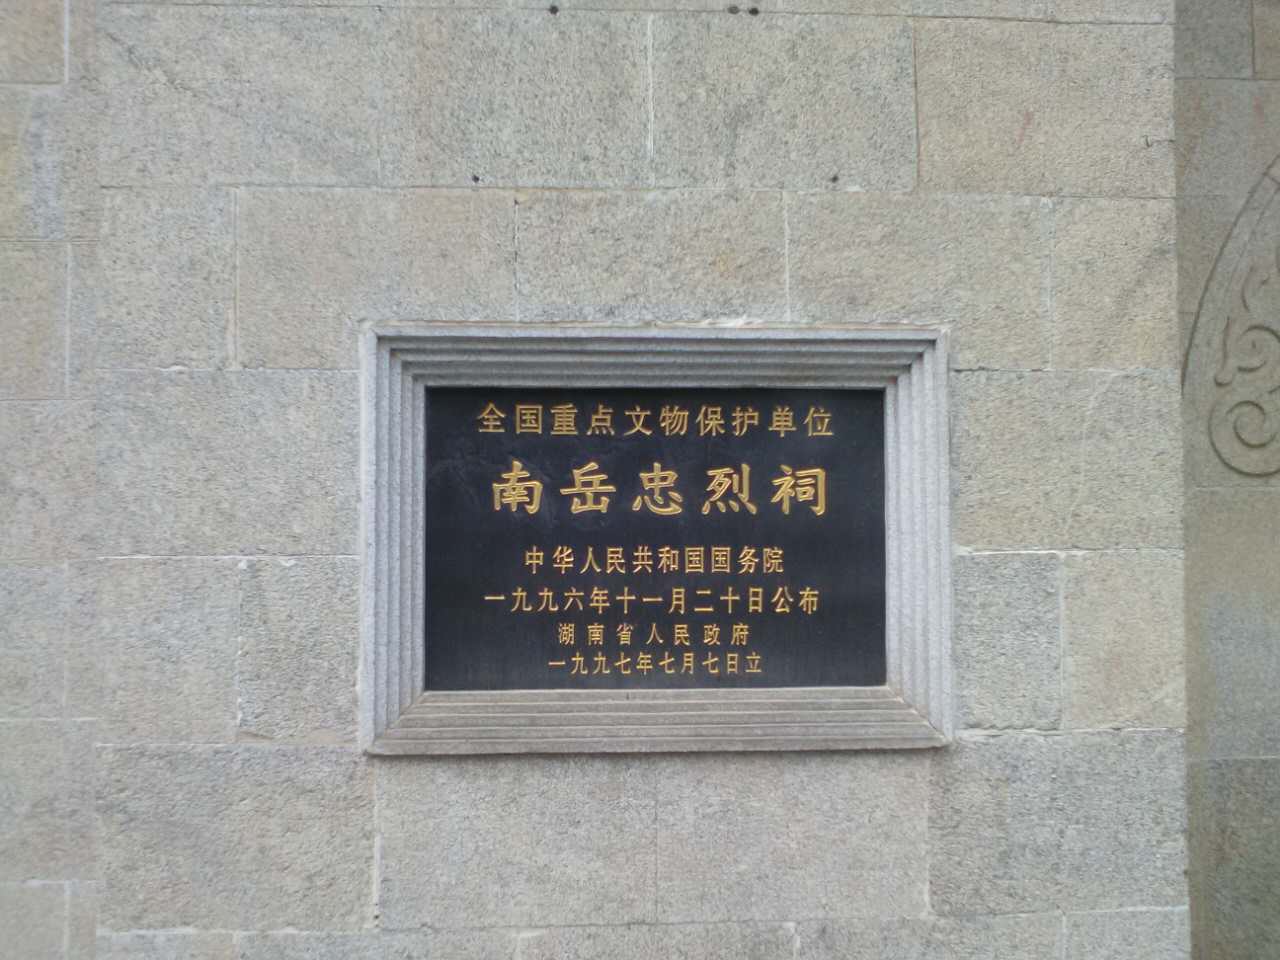 全国重点文物保护单位
南岳忠烈祠
中华人民共和国国务院
一九九六年十一月二十日公布
湖南省人民政府
一九九七年七月七日立